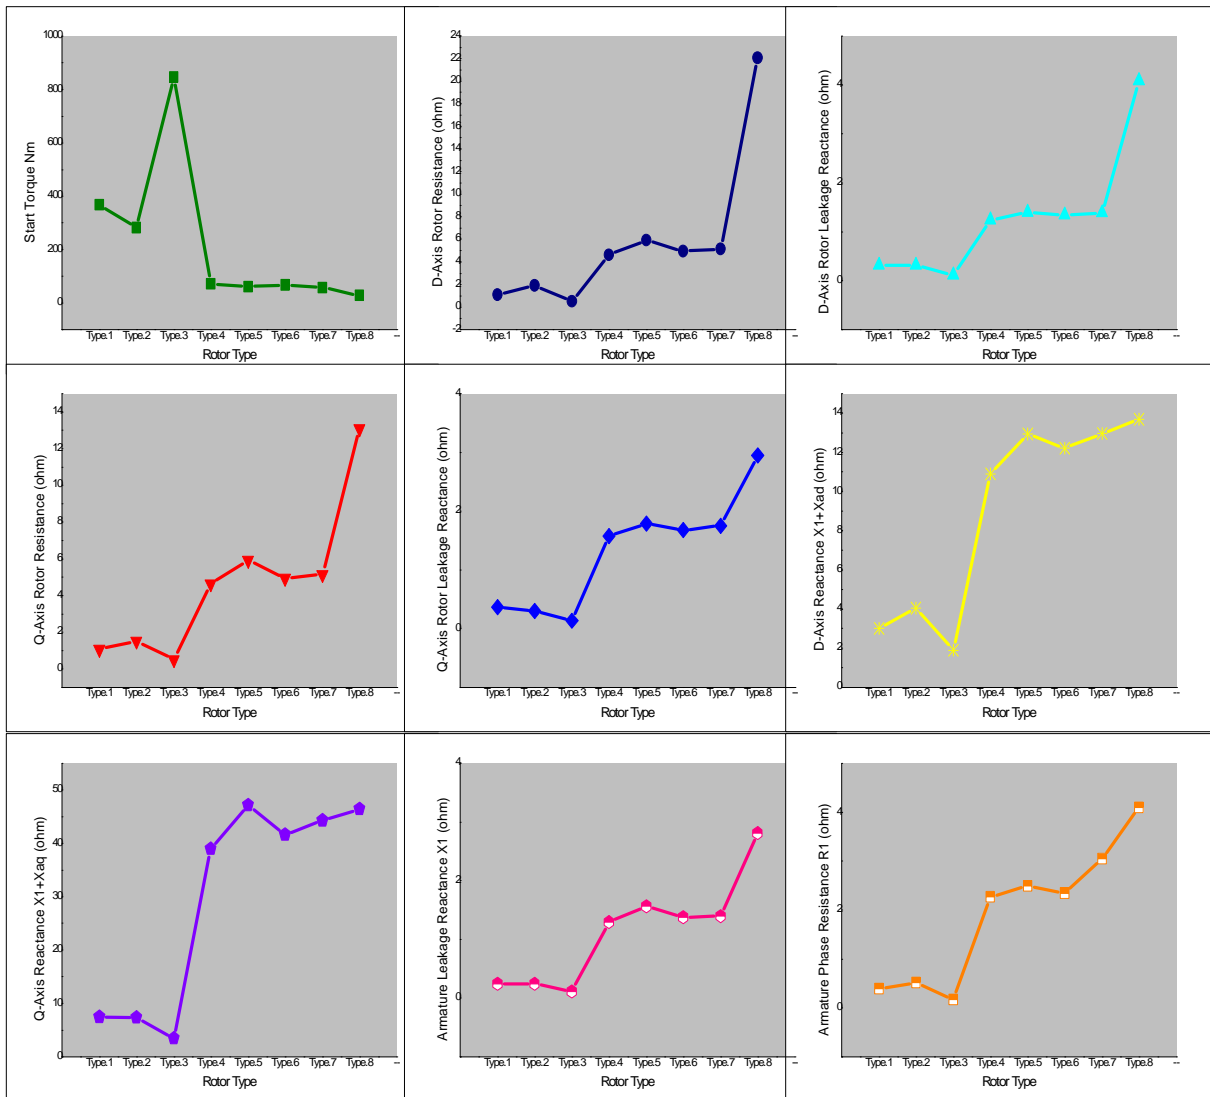 Start Torque Nm
1000
800
600
400
200
0
Type.1 Type.2 Type.3 Type.4 Type.5 Type.6 Type.7 Type.8 --
Rotor Type
D-Axis Rotor Resistance (ohm)
24
22
20
18
16
14
12
10
8
6
4
2
0
-2
Type.1 Type.2 Type.3 Type.4 Type.5 Type.6 Type.7 Type.8 --
Rotor Type
D-Axis Rotor Leakage Reactance (ohm)
4
2
0
Type.1 Type.2 Type.3 Type.4 Type.5 Type.6 Type.7 Type.8 --
Rotor Type
Q-Axis Rotor Resistance (ohm)
14
12
10
8
6
4
2
0
Type.1 Type.2 Type.3 Type.4 Type.5 Type.6 Type.7 Type.8 --
Rotor Type
Q-Axis Rotor Leakage Reactance (ohm)
4
2
0
Type.1 Type.2 Type.3 Type.4 Type.5 Type.6 Type.7 Type.8 --
Rotor Type
D-Axis Reactance X1+Xad (ohm)
14
12
10
8
6
4
2
0
Type.1 Type.2 Type.3 Type.4 Type.5 Type.6 Type.7 Type.8 --
Rotor Type
Q-Axis Reactance X1+Xaq (ohm)
50
40
30
20
10
0
Type.1 Type.2 Type.3 Type.4 Type.5 Type.6 Type.7 Type.8 --
Rotor Type
Armature Leakage Reactance X1 (ohm)
4
2
0
Type.1 Type.2 Type.3 Type.4 Type.5 Type.6 Type.7 Type.8 --
Rotor Type
Armature Phase Resistance R1 (ohm)
4
2
0
Type.1 Type.2 Type.3 Type.4 Type.5 Type.6 Type.7 Type.8 --
Rotor Type